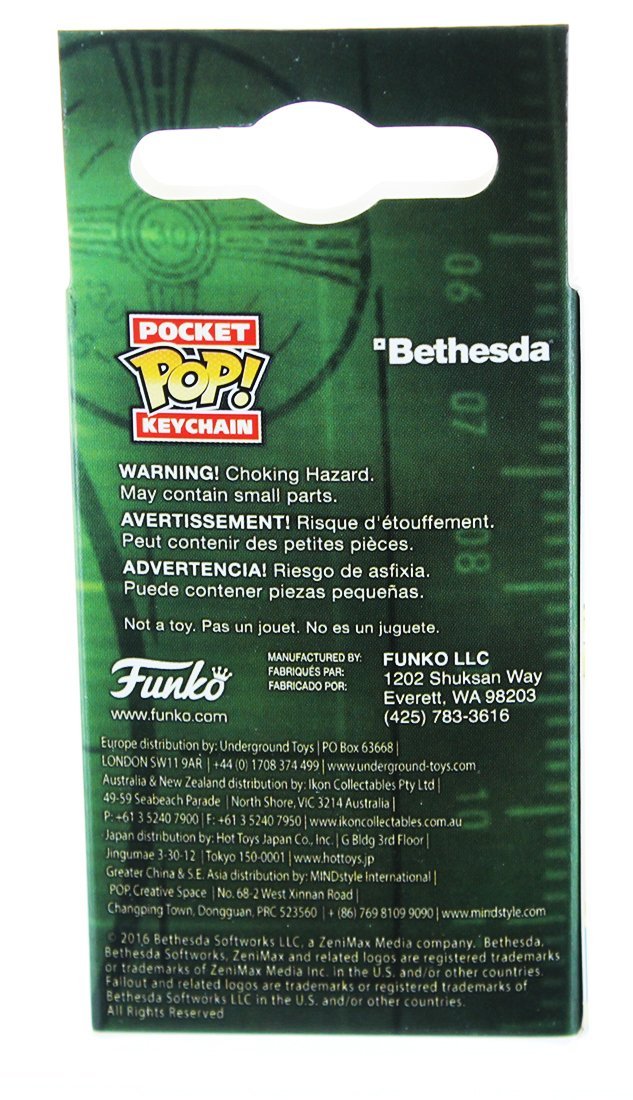 30
06
07
08
10
POCKET
POP!
KEYCHAIN
Bethesda
WARNING! Choking Hazard.
May contain small parts.
AVERTISSEMENT! Risque d'étouffement.
Peut contenir des petites pièces.
ADVERTENCIA! Riesgo de asfixia.
Puede contener piezas pequeñas.
Not a toy. Pas un jouet. No es un juguete.
Funko
www.funko.com
MANUFACTURED BY:
FABRIQUÉS PAR:
FABRICADO POR:
FUNKO LLC
1202 Shuksan Way
Everett, WA 98203
(425) 783-3616
Europe distribution by: Underground Toys | PO Box 63668 |
LONDON SW11 9AR | +44 (0) 1708 374 499 | www.underground-toys.com
Australia & New Zealand distribution by: Ikon Collectables Pty Ltd |
49-59 Seabeach Parade | North Shore, VIC 3214 Australia |
P: +61 3 5240 7900 | F: +61 3 5240 7950 | www.ikoncollectables.com.au
Japan distribution by: Hot Toys Japan Co., Inc. | G Bldg 3rd Floor |
Jingumae 3-30-12 | Tokyo 150-0001 | www.hottoys.jp
Greater China & S.E. Asia distribution by: MINDstyle International |
POP, Creative Space | No. 68-2 West Xinnan Road |
Changping Town, Dongguan, PRC 523560 | + (86) 769 8109 9090 | www.mindstyle.com
© 2016 Bethesda Softworks LLC, a ZeniMax Media company. Bethesda,
Bethesda Softworks, ZeniMax and related logos are registered trademarks
or trademarks of ZeniMax Media Inc. in the U.S. and/or other countries.
Fallout and related logos are trademarks or registered trademarks of
Bethesda Softworks LLC in the U.S. and/or other countries.
All Rights Reserved